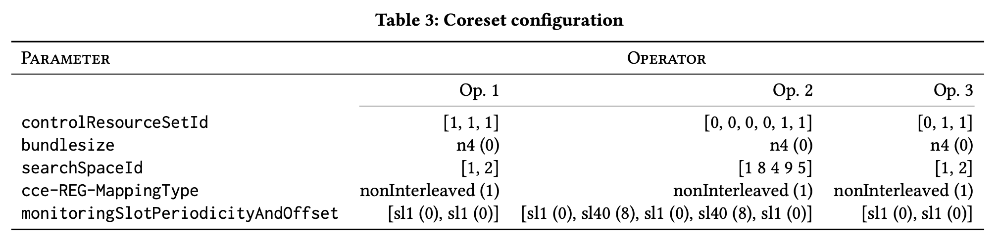 Table 3: Coreset configuration
Parameter Operator
Op. 1 Op. 2 Op. 3
controlResourceSetId [1, 1, 1] [0, 0, 0, 0, 1, 1] [0, 1, 1]
bundlesize n4 (0) n4 (0) n4 (0)
searchSpaceId [1, 2] [1 8 4 9 5] [1, 2]
cce-REG-MappingType nonInterleaved (1) nonInterleaved (1) nonInterleaved (1)
monitoringSlotPeriodicityAndOffset [sl1 (0), sl1 (0)] [sl1 (0), sl40 (8), sl1 (0), sl40 (8), sl1 (0)] [sl1 (0), sl1 (0)]